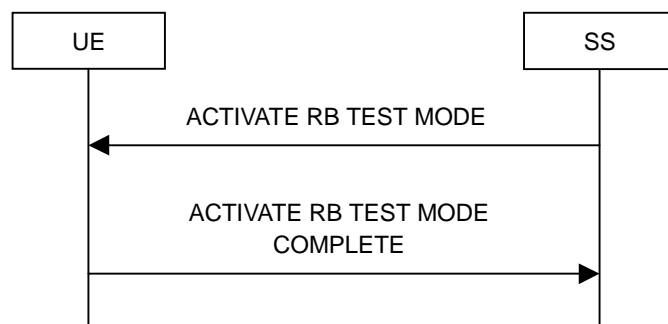 UE
SS
ACTIVATE RB TEST MODE
ACTIVATE RB TEST MODE
COMPLETE